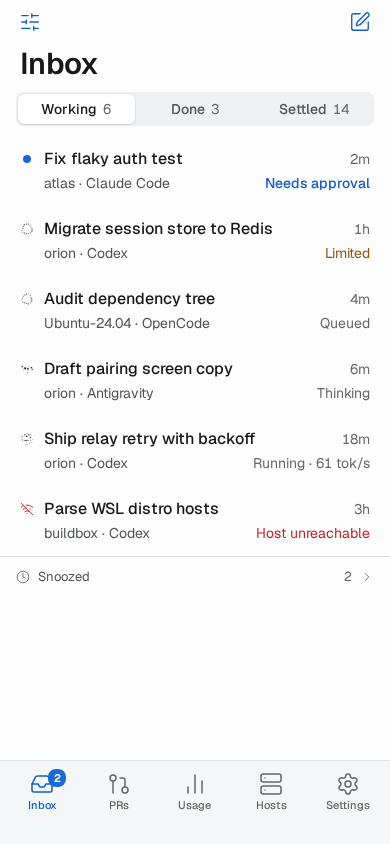 Inbox
Working 6
Done 3
Settled 14
Fix flaky auth test 2m
atlas · Claude Code Needs approval
Migrate session store to Redis 1h
orion · Codex Limited
Audit dependency tree 4m
Ubuntu-24.04 · OpenCode Queued
Draft pairing screen copy 6m
orion · Antigravity Thinking
Ship relay retry with backoff 18m
orion · Codex Running · 61 tok/s
Parse WSL distro hosts 3h
buildbox · Codex Host unreachable
Snoozed 2
2
Inbox
PRs
Usage
Hosts
Settings